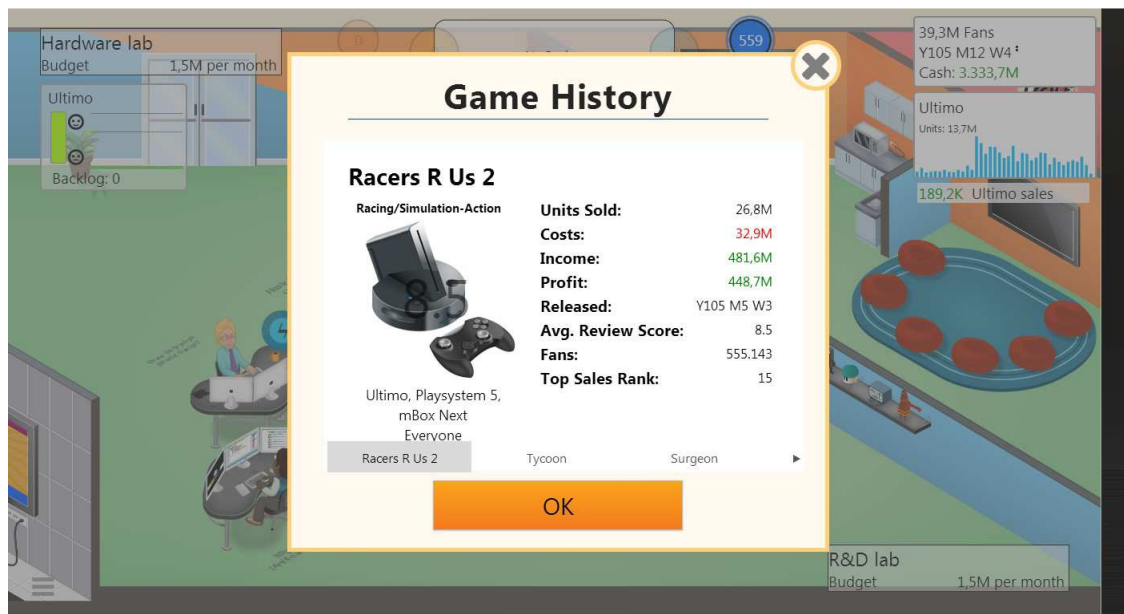 Hardware lab
Budget 1,5M per month
Ultimo
Backlog: 0
559
39,3M Fans
Y105 M12 W4
Cash: 3.333,7M
Ultimo
Units: 13,7M
189,2K Ultimo sales
Game History
Racers R Us 2
Racing/Simulation-Action
8 5
Ultimo, Playsystem 5,
mBox Next
Everyone
Units Sold: 26,8M
Costs: 32,9M
Income: 481,6M
Profit: 448,7M
Released: Y105 M5 W3
Avg. Review Score: 8.5
Fans: 555.143
Top Sales Rank: 15
Racers R Us 2 Tycoon Surgeon
OK
R&D lab
Budget 1,5M per month